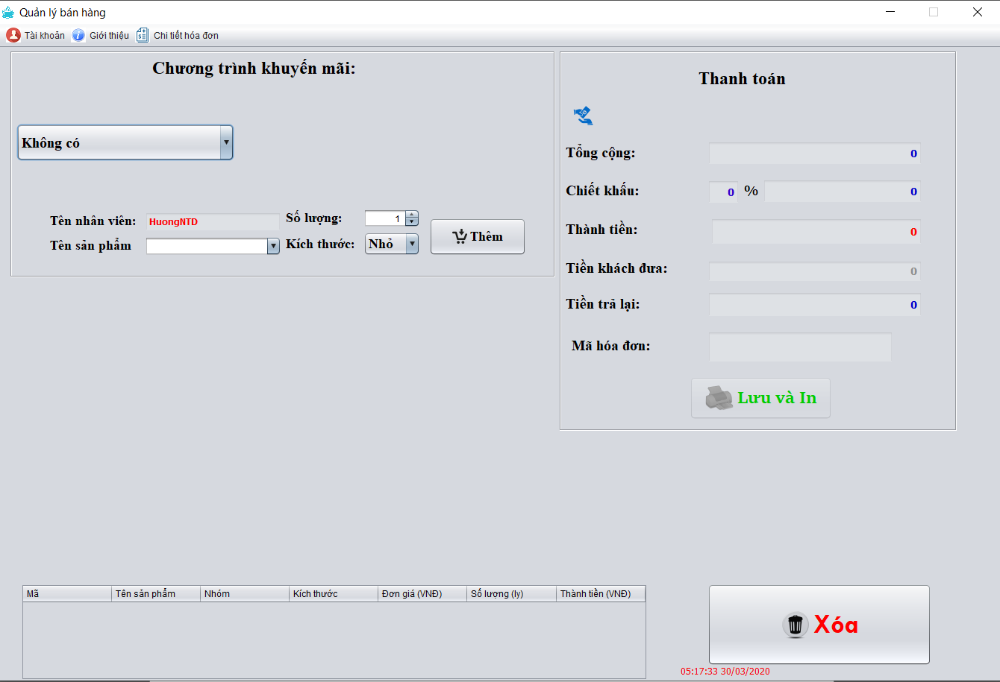 Quản lý bán hàng
Tài khoản Giới thiệu Chi tiết hóa đơn
Chương trình khuyến mãi:
Không có
Tên nhân viên: HuongNTD Số lượng: 1
Tên sản phẩm Kích thước: Nhỏ
Thêm
Thanh toán
Tổng cộng: 0
Chiết khấu: 0 % 0
Thành tiền: 0
Tiền khách đưa: 0
Tiền trả lại: 0
Mã hóa đơn:
Lưu và In
Mã Tên sản phẩm Nhóm Kích thước Đơn giá (VNĐ) Số lượng (ly) Thành tiền (VNĐ)
Xóa
05:17:33 30/03/2020